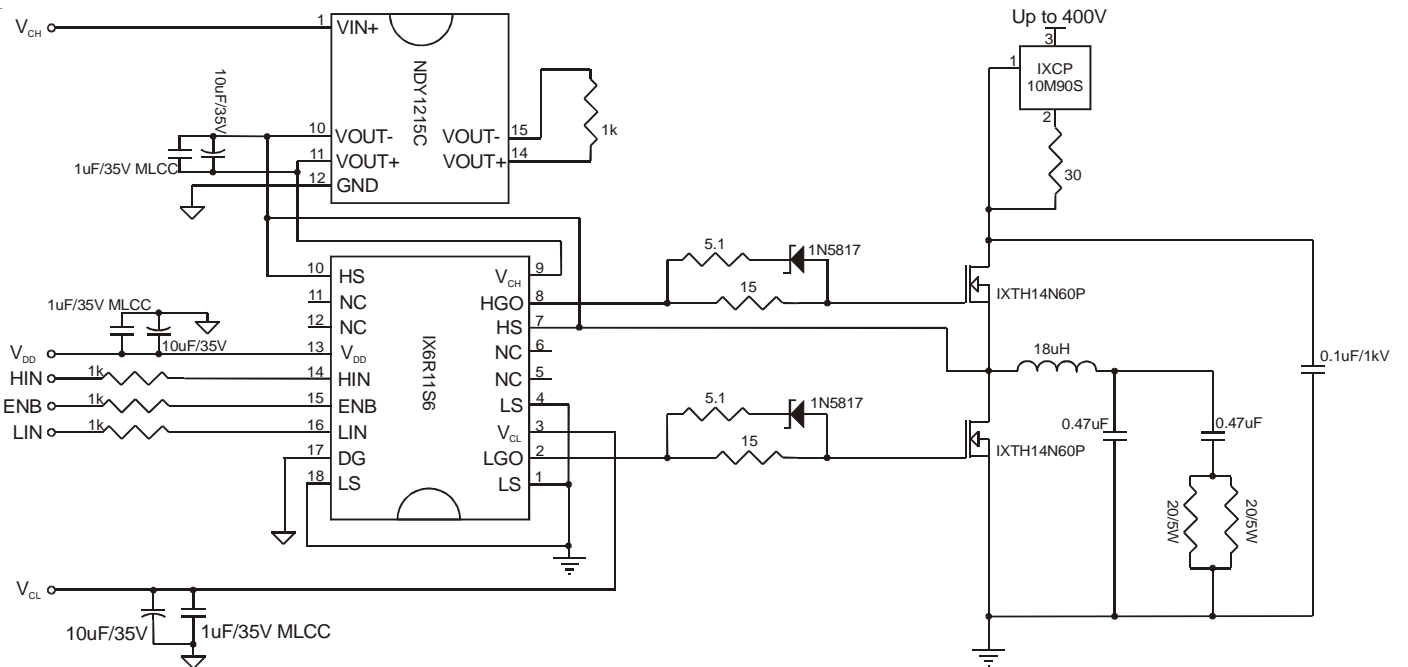 V_CH
1
VIN+
NDY1215C
10uF/35V
1uF/35V MLCC
10
VOUT-
11
VOUT+
12
GND
VOUT-
15
VOUT+
14
1k
Up to 400V
3
1
IXCP
10M90S
2
30
10
HS
11
NC
12
NC
1uF/35V MLCC
10uF/35V
V_DD
13
V_DD
HIN
1k
14
HIN
ENB
1k
15
ENB
LIN
1k
16
LIN
17
DG
18
LS
IX6R11S6
V_CH
9
HGO
8
HS
7
NC
6
NC
5
LS
4
V_CL
3
LGO
2
LS
1
5.1
1N5817
15
IXTH14N60P
5.1
1N5817
15
IXTH14N60P
18uH
0.47uF
0.47uF
20/5W
20/5W
0.1uF/1kV
V_CL
10uF/35V
1uF/35V MLCC